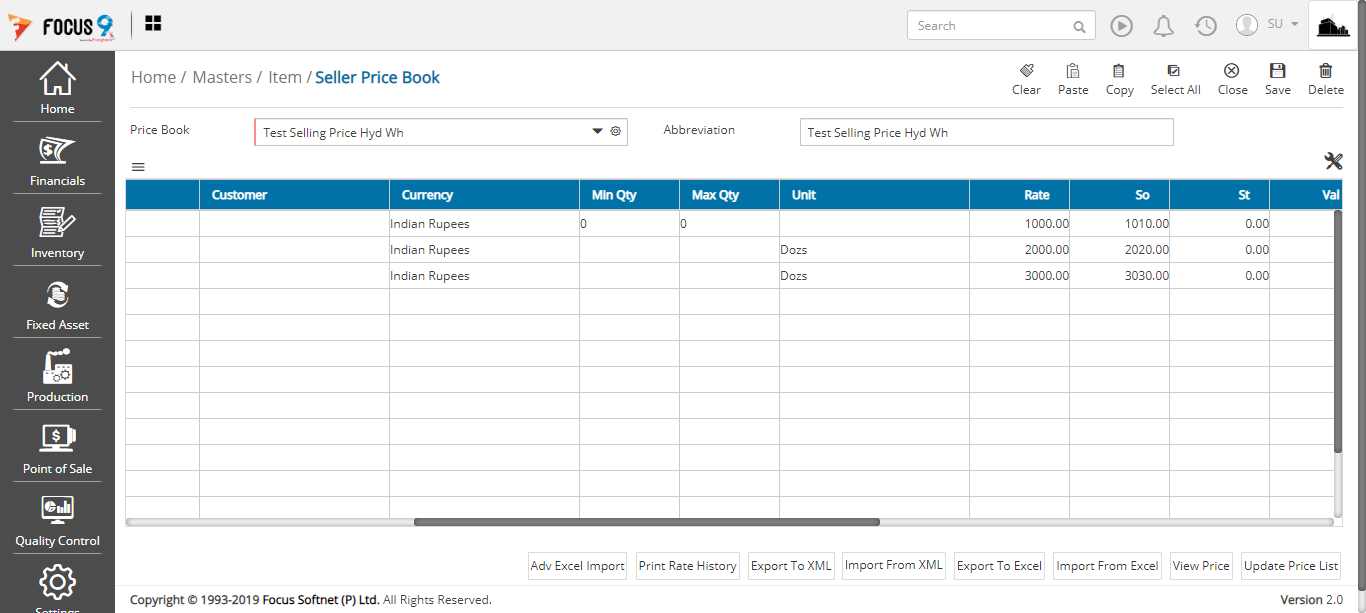 FOCUS 9
Search
SU
Home
Financials
Inventory
Fixed Asset
Production
Point of Sale
Quality Control
Settings
Home / Masters / Item / Seller Price Book
Clear Paste Copy Select All Close Save Delete
Price Book Test Selling Price Hyd Wh Abbreviation Test Selling Price Hyd Wh
Customer Currency Min Qty Max Qty Unit Rate So St Val
Indian Rupees 0 0 1000.00 1010.00 0.00
Indian Rupees Dozs 2000.00 2020.00 0.00
Indian Rupees Dozs 3000.00 3030.00 0.00
Adv Excel Import Print Rate History Export To XML Import From XML Export To Excel Import From Excel View Price Update Price List
Copyright © 1993-2019 Focus Softnet (P) Ltd. All Rights Reserved. Version 2.0